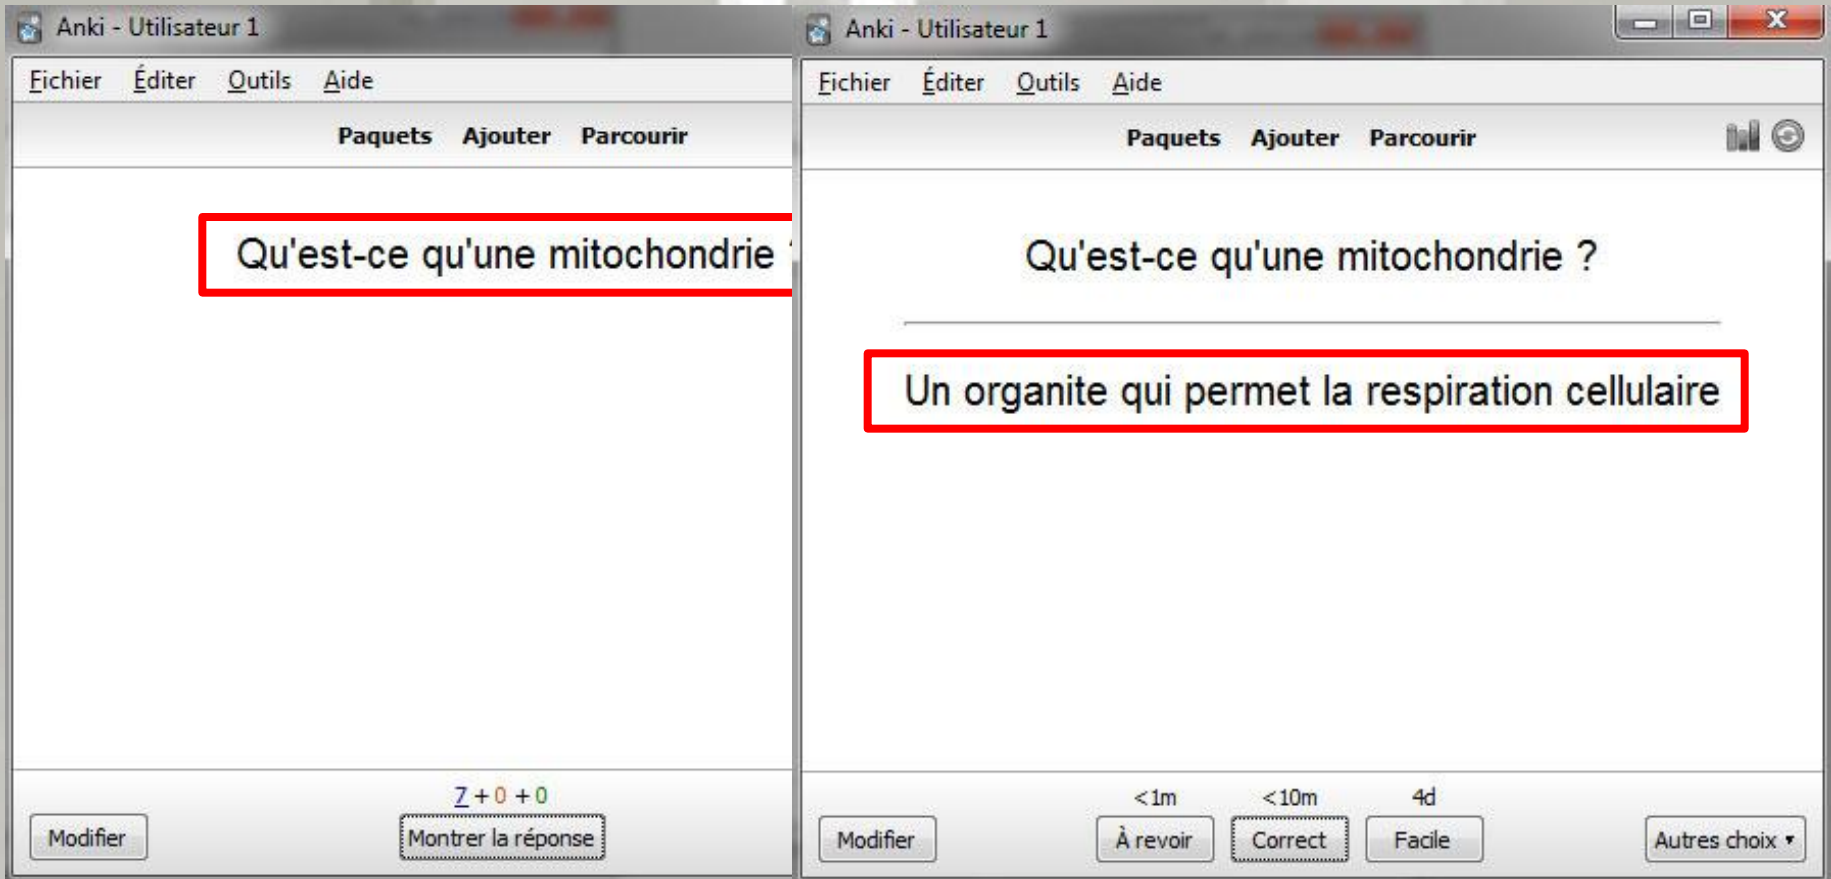 Anki - Utilisateur 1
Fichier Éditer Outils Aide
Paquets Ajouter Parcourir
Qu'est-ce qu'une mitochondrie ?
7 + 0 + 0
Modifier Montrer la réponse
Anki - Utilisateur 1
Fichier Éditer Outils Aide
Paquets Ajouter Parcourir
Qu'est-ce qu'une mitochondrie ?
Un organite qui permet la respiration cellulaire
<1m <10m 4d
Modifier À revoir Correct Facile Autres choix